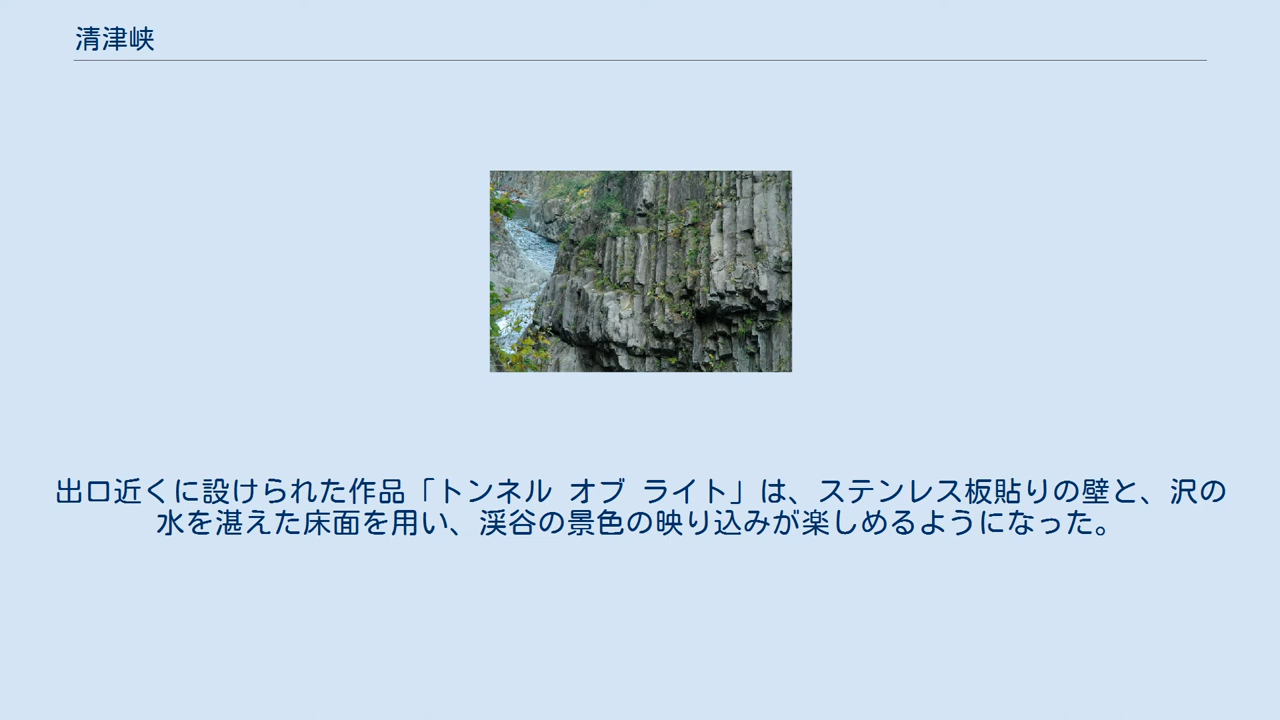 清津峡
出口近くに設けられた作品「トンネル オブ ライト」は、ステンレス板貼りの壁と、沢の
水を湛えた床面を用い、渓谷の景色の映り込みが楽しめるようになった。